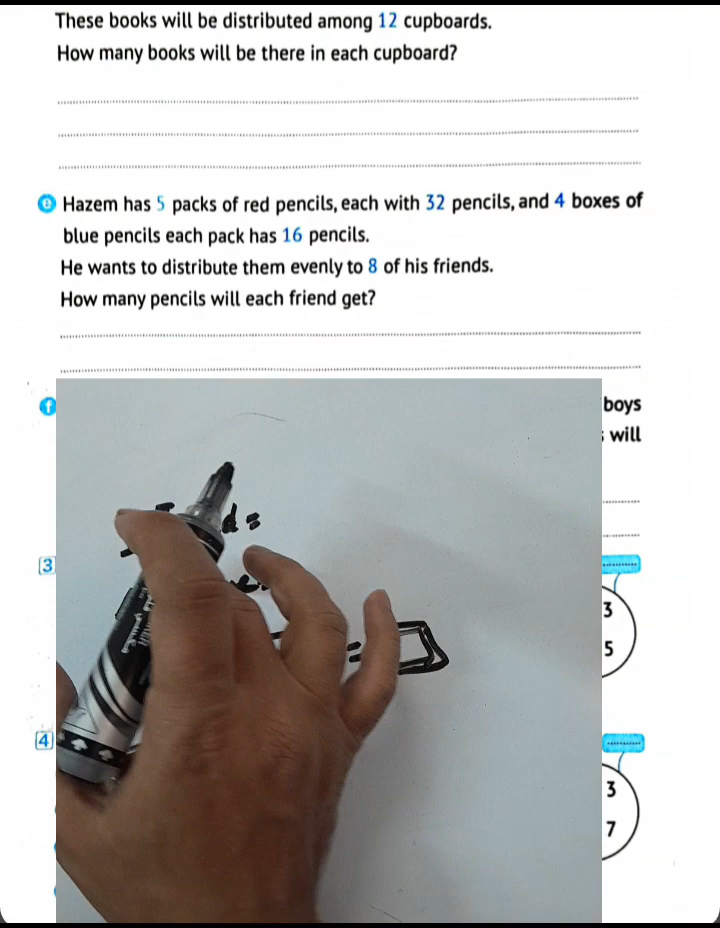 These books will be distributed among 12 cupboards.
How many books will be there in each cupboard?
e Hazem has 5 packs of red pencils, each with 32 pencils, and 4 boxes of
blue pencils each pack has 16 pencils.
He wants to distribute them evenly to 8 of his friends.
How many pencils will each friend get?
f boys
will
d =
=
3
3
5
4
3
7